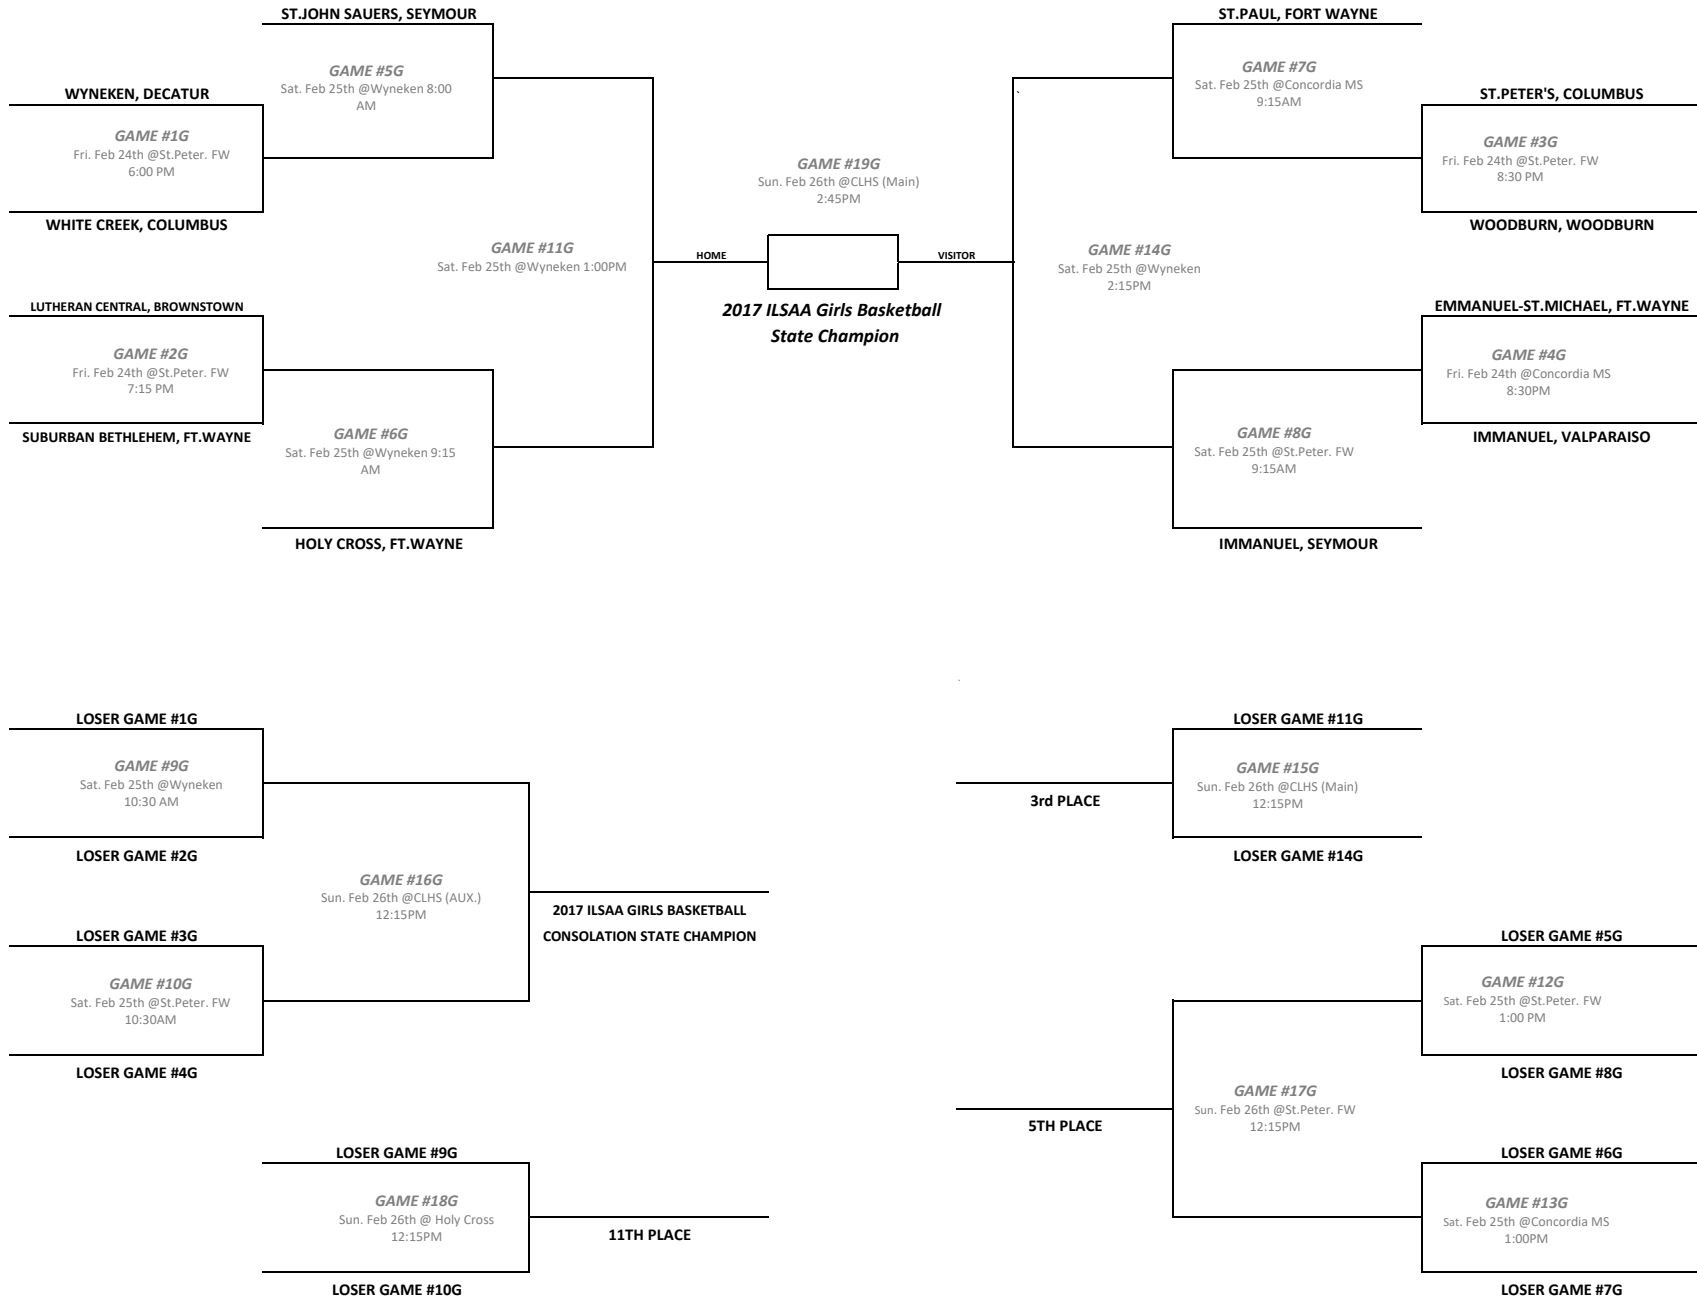 ST.JOHN SAUERS, SEYMOUR
GAME #5G
Sat. Feb 25th @Wyneken 8:00
AM
WYNEKEN, DECATUR
GAME #1G
Fri. Feb 24th @St.Peter. FW
6:00 PM
WHITE CREEK, COLUMBUS
GAME #11G
Sat. Feb 25th @Wyneken 1:00PM
LUTHERAN CENTRAL, BROWNSTOWN
GAME #2G
Fri. Feb 24th @St.Peter. FW
7:15 PM
SUBURBAN BETHLEHEM, FT.WAYNE
GAME #6G
Sat. Feb 25th @Wyneken 9:15
AM
HOLY CROSS, FT.WAYNE
GAME #19G
Sun. Feb 26th @CLHS (Main)
2:45PM
HOME
VISITOR
2017 ILSAA Girls Basketball
State Champion
ST.PAUL, FORT WAYNE
GAME #7G
Sat. Feb 25th @Concordia MS
9:15AM
ST.PETER'S, COLUMBUS
GAME #3G
Fri. Feb 24th @St.Peter. FW
8:30 PM
WOODBURN, WOODBURN
GAME #14G
Sat. Feb 25th @Wyneken
2:15PM
EMMANUEL-ST.MICHAEL, FT.WAYNE
GAME #4G
Fri. Feb 24th @Concordia MS
8:30PM
IMMANUEL, VALPARAISO
GAME #8G
Sat. Feb 25th @St.Peter. FW
9:15AM
IMMANUEL, SEYMOUR
LOSER GAME #1G
GAME #9G
Sat. Feb 25th @Wyneken
10:30 AM
LOSER GAME #2G
GAME #16G
Sun. Feb 26th @CLHS (AUX.)
12:15PM
2017 ILSAA GIRLS BASKETBALL
CONSOLATION STATE CHAMPION
LOSER GAME #3G
GAME #10G
Sat. Feb 25th @St.Peter. FW
10:30AM
LOSER GAME #4G
LOSER GAME #9G
GAME #18G
Sun. Feb 26th @ Holy Cross
12:15PM
11TH PLACE
LOSER GAME #10G
LOSER GAME #11G
GAME #15G
Sun. Feb 26th @CLHS (Main)
12:15PM
3rd PLACE
LOSER GAME #14G
LOSER GAME #5G
GAME #12G
Sat. Feb 25th @St.Peter. FW
1:00 PM
LOSER GAME #8G
GAME #17G
Sun. Feb 26th @St.Peter. FW
12:15PM
5TH PLACE
LOSER GAME #6G
GAME #13G
Sat. Feb 25th @Concordia MS
1:00PM
LOSER GAME #7G